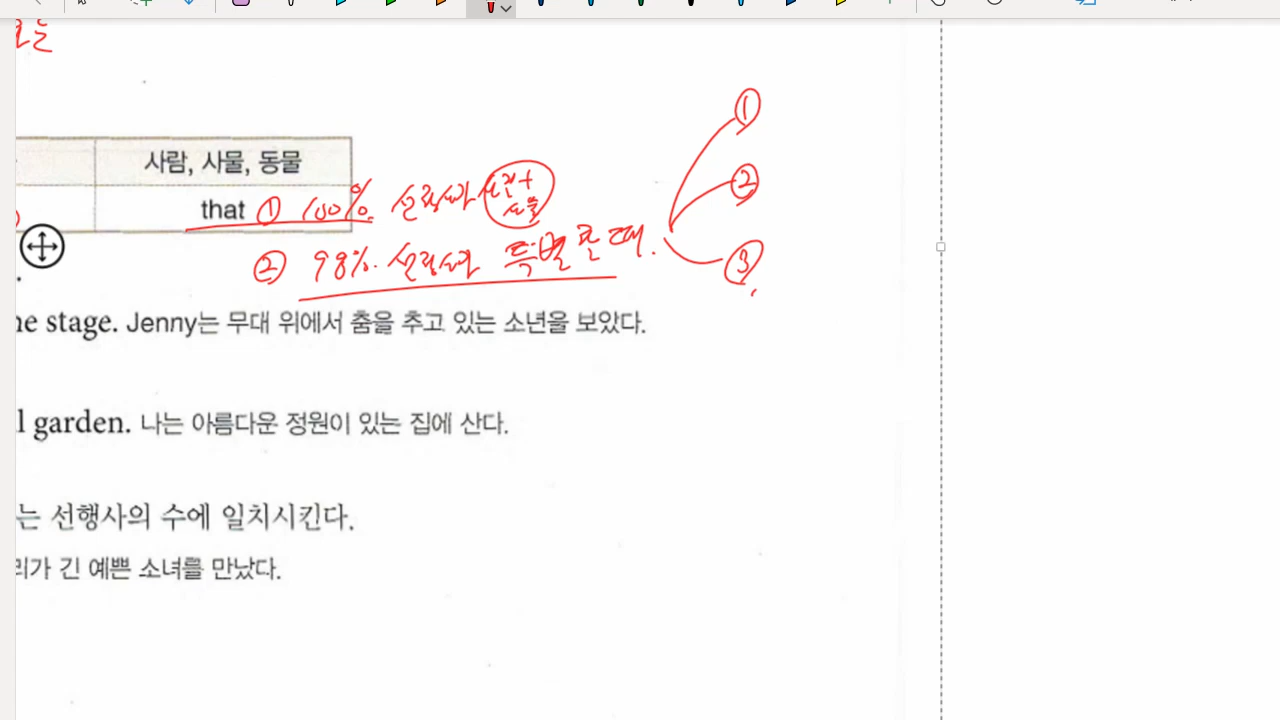 는
사람, 사물, 동물
that ① 100% 선행사가 사람+
사물
② 98%. 선행사가 특별할 때.
①
②
③
he stage. Jenny는 무대 위에서 춤을 추고 있는 소년을 보았다.
l garden. 나는 아름다운 정원이 있는 집에 산다.
는 선행사의 수에 일치시킨다.
리가 긴 예쁜 소녀를 만났다.